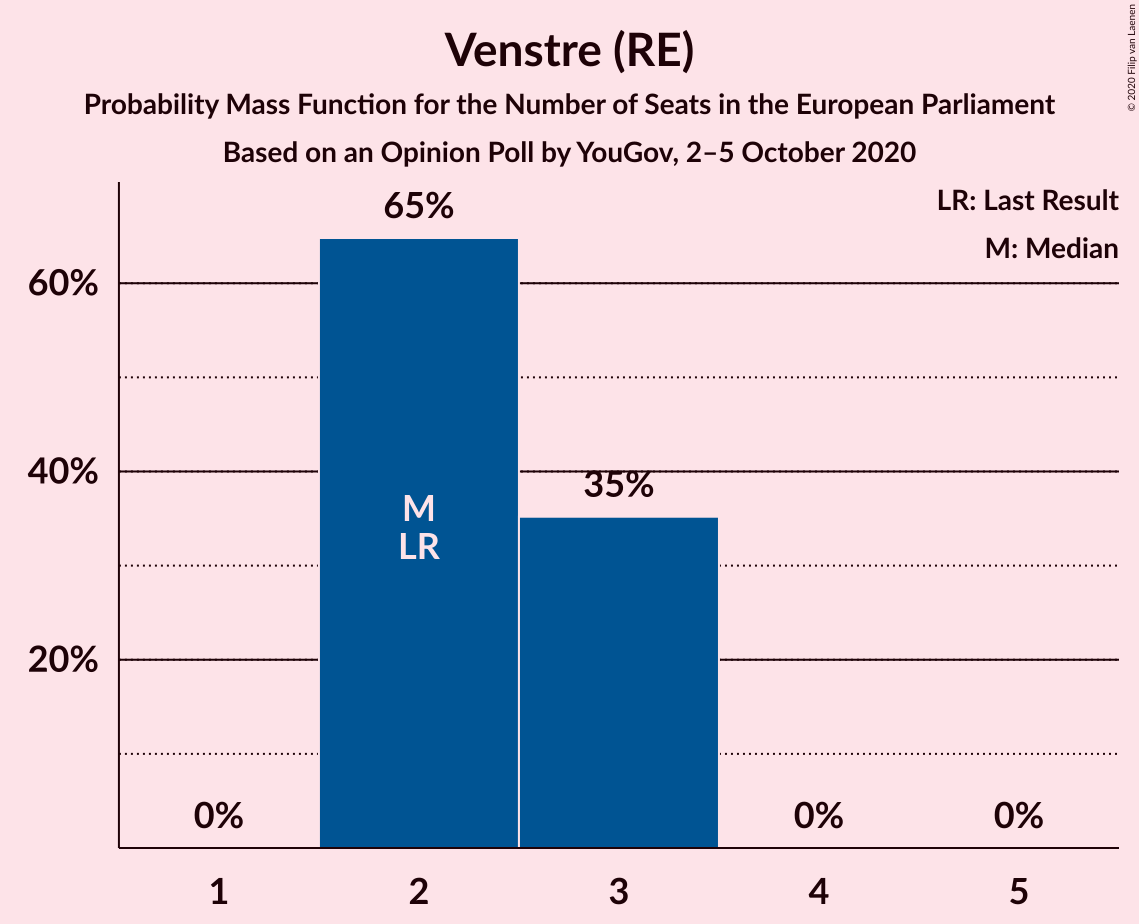 Venstre (RE)
Probability Mass Function for the Number of Seats in the European Parliament
Based on an Opinion Poll by YouGov, 2–5 October 2020
© 2020 Filip van Laenen
LR: Last Result
M: Median
65%
60%
40%
35%
M
LR
20%
0%
0%
0%
1
2
3
4
5